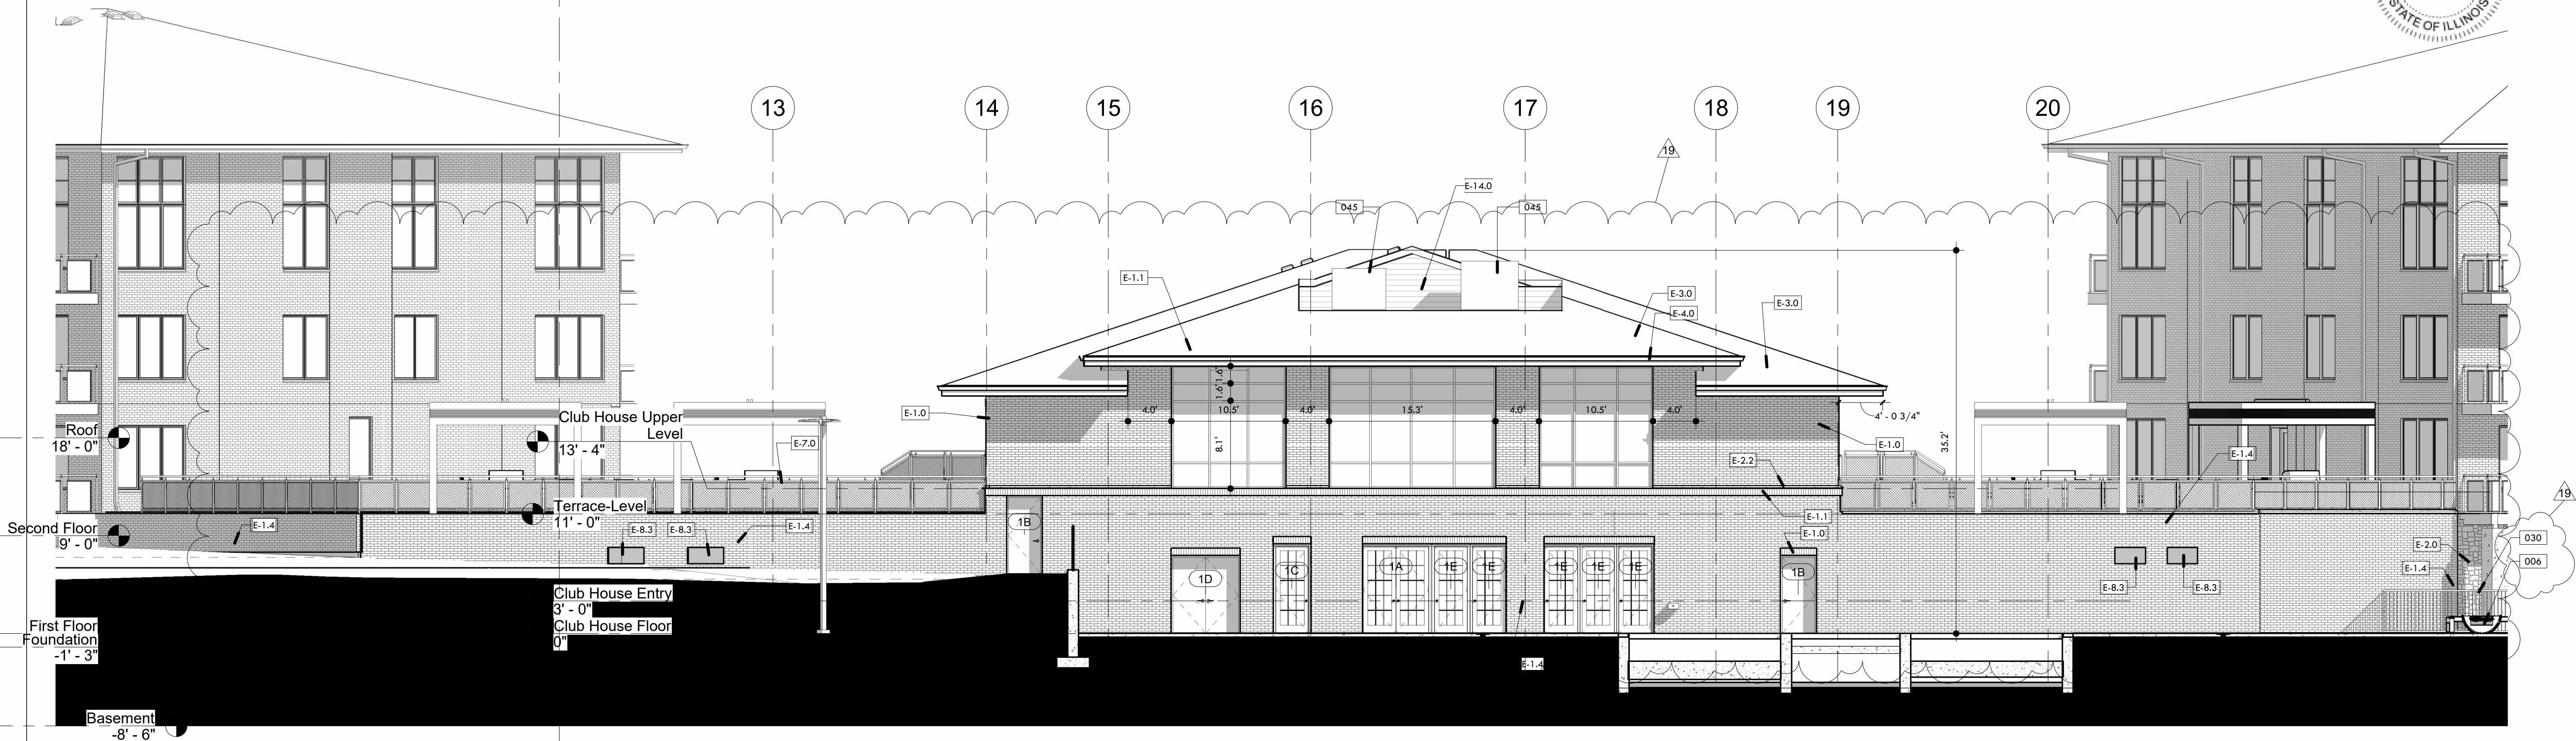 STATE OF ILLINOIS
13
14
15
16
17
18
19
20
19
E-14.0
045
045
E-1.1
E-3.0
E-3.0
E-4.0
1.6'
1.6'
4.0'
10.5'
4.0'
15.3'
4.0'
10.5'
4.0'
4' - 0 3/4"
8.1'
35.2'
E-1.0
E-1.0
Roof
18' - 0"
Club House Upper
Level
13' - 4"
E-7.0
E-2.2
E-1.4
19
Terrace-Level
11' - 0"
Second Floor
9' - 0"
E-1.4
E-8.3
E-8.3
E-1.4
1B
E-1.1
E-1.0
030
E-2.0
006
E-1.4
1D
1C
1A
1E
1E
1E
1E
1E
1B
E-8.3
E-8.3
Club House Entry
3' - 0"
Club House Floor
0"
First Floor
Foundation
-1' - 3"
E-1.4
Basement
-8' - 6"